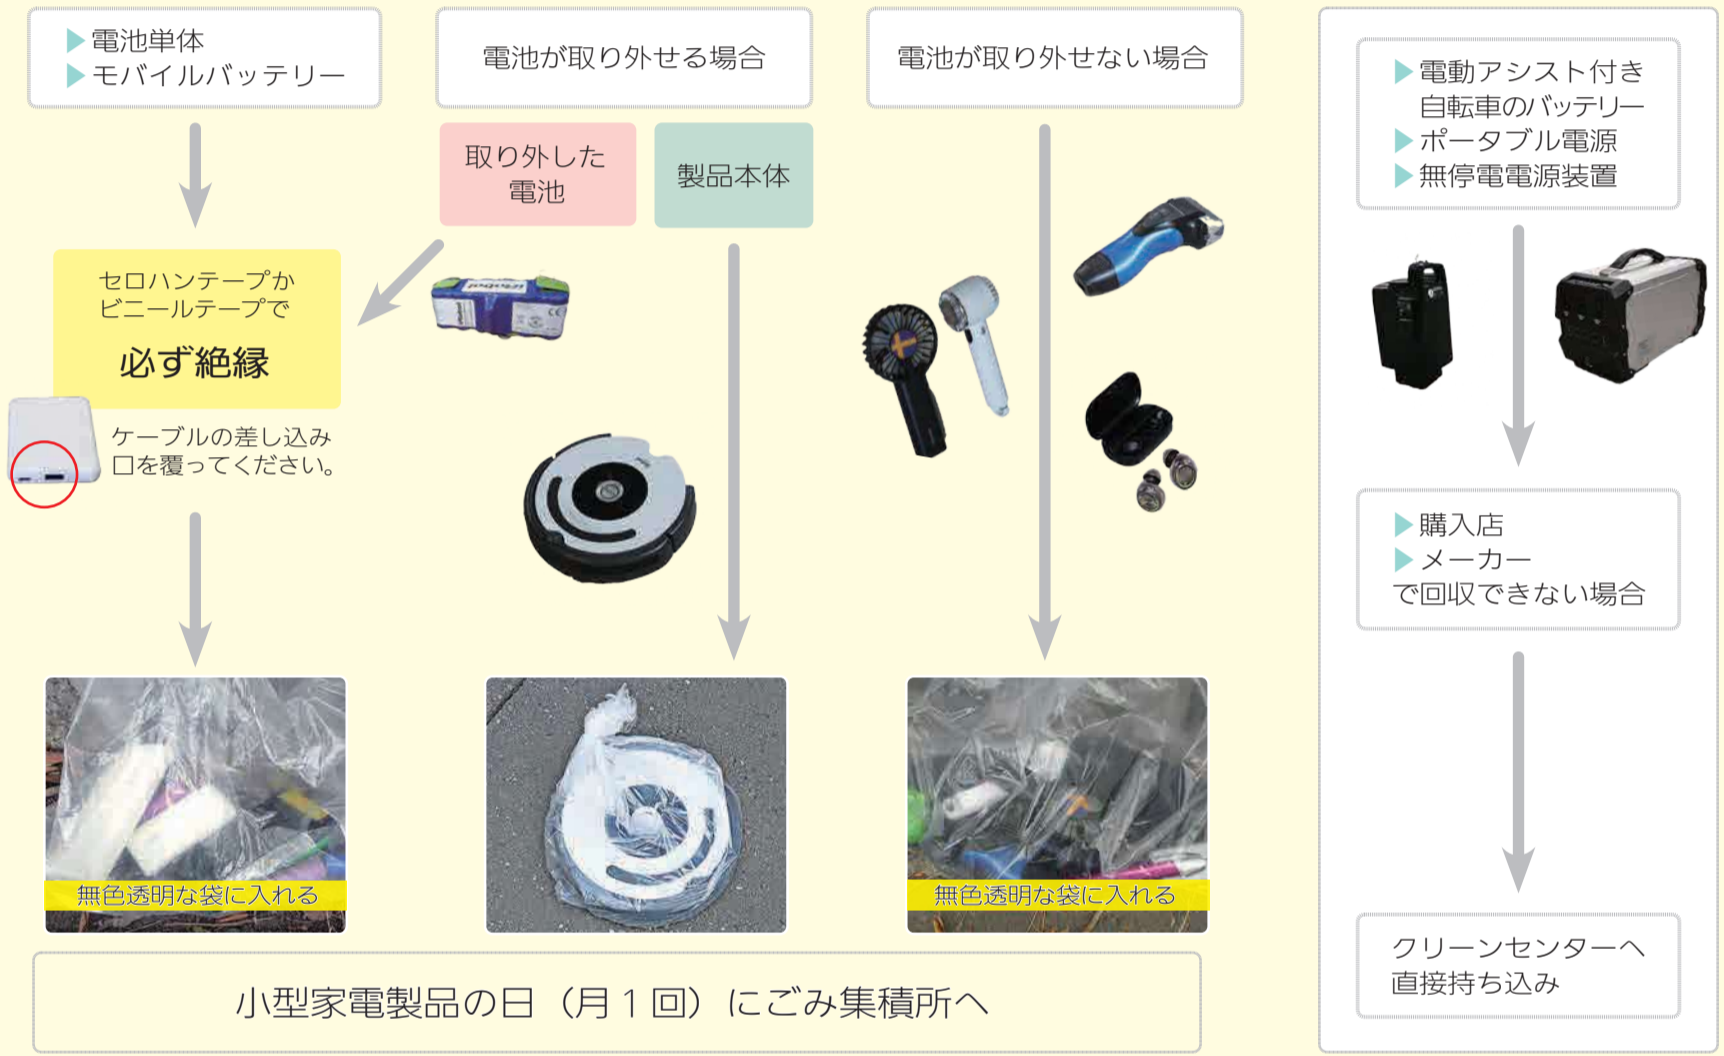 電池単体
モバイルバッテリー
電池が取り外せる場合
電池が取り外せない場合
取り外した
電池
製品本体
セロハンテープか
ビニールテープで
必ず絶縁
ケーブルの差し込み
口を覆ってください。
無色透明な袋に入れる
無色透明な袋に入れる
小型家電製品の日（月１回）にごみ集積所へ
電動アシスト付き
自転車のバッテリー
ポータブル電源
無停電電源装置
購入店
メーカー
で回収できない場合
クリーンセンターへ
直接持ち込み